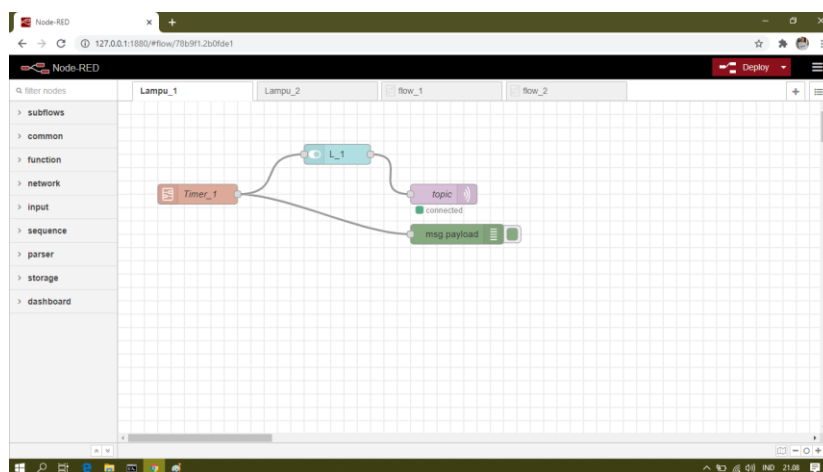 Node-RED
127.0.0.1:1880/#flow/78b9f1.2b0fde1
Node-RED
Deploy
filter nodes
Lampu_1
Lampu_2
flow_1
flow_2
subflows
common
function
network
input
sequence
parser
storage
dashboard
L_1
Timer_1
topic
connected
msg.payload
IND
21.08